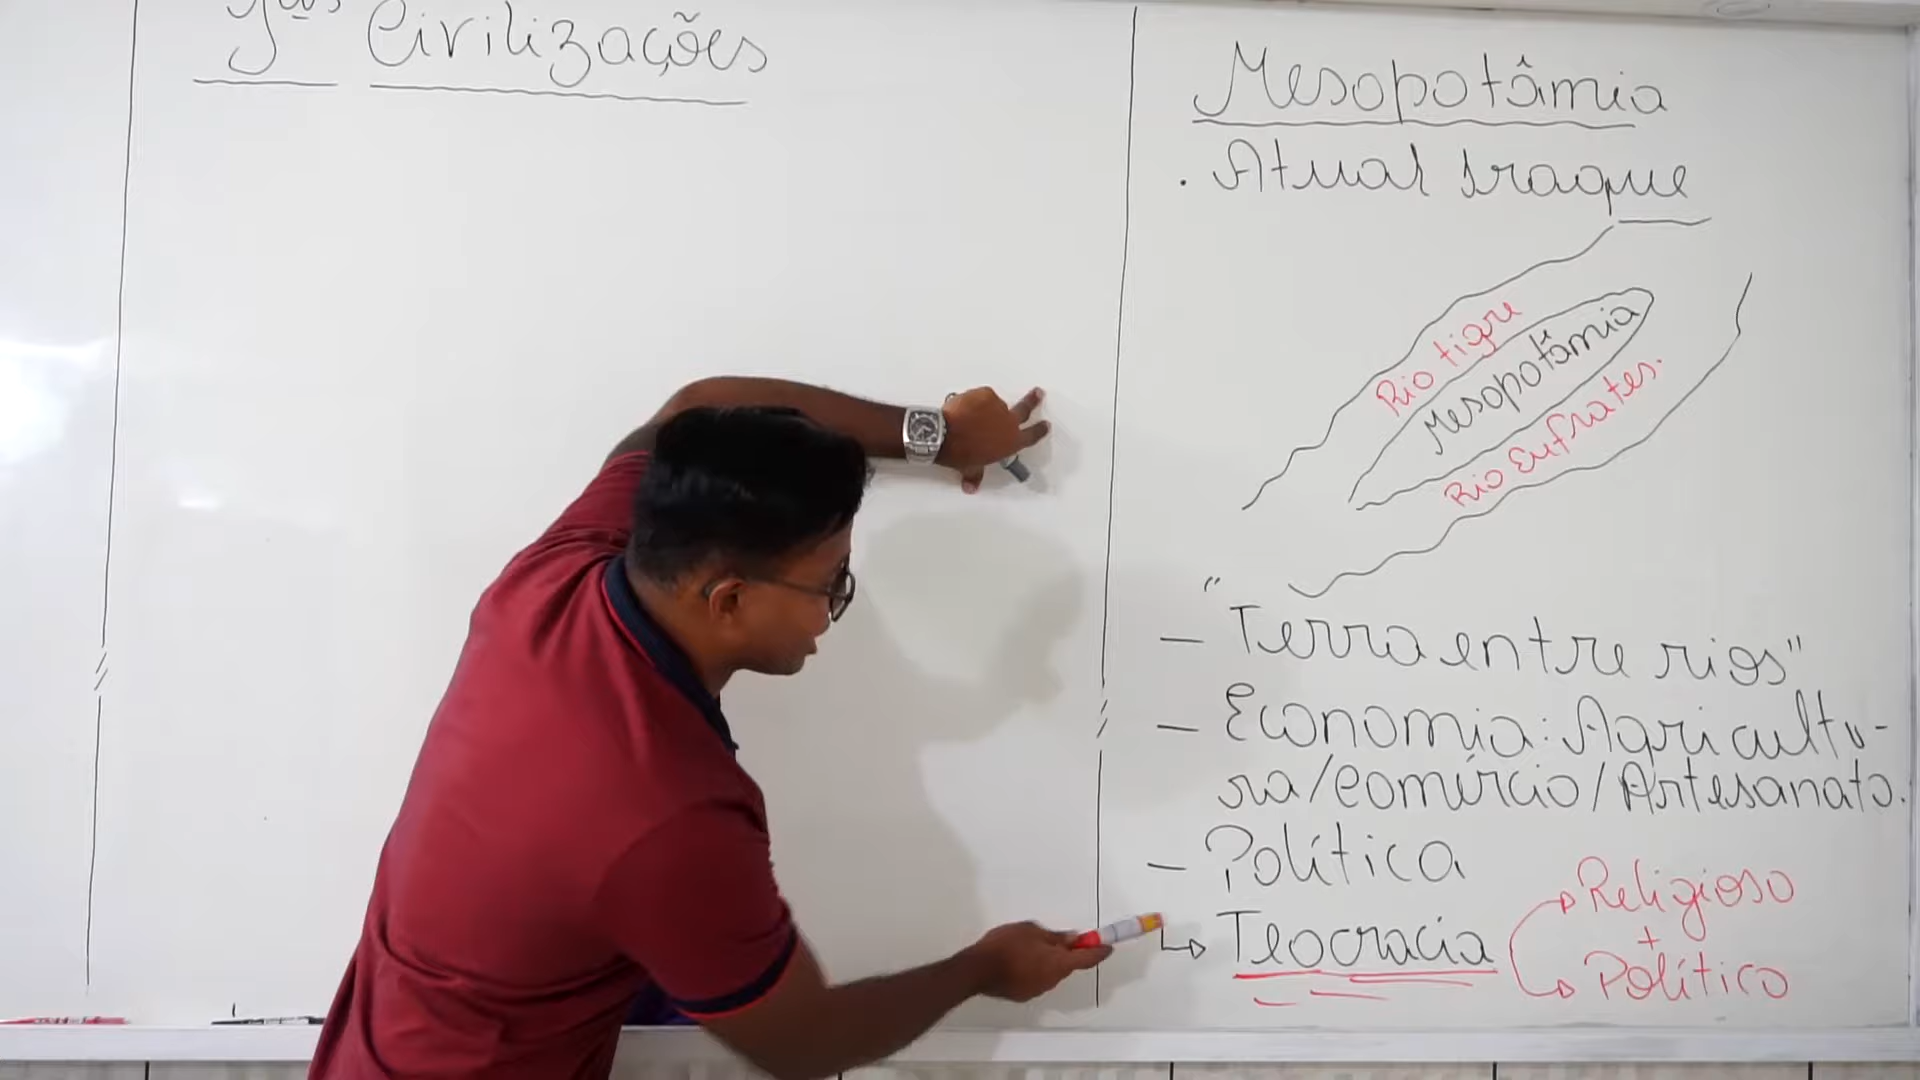 1ªs Civilizações
Mesopotâmia
. Atual Iraque
Rio tigre
Mesopotâmia
Rio Eufrates.
- "Terra entre rios"
- Economia: Agricultu-
ra/Comércio/Artesanato.
- Política
Teocracia
Religioso
+
Político